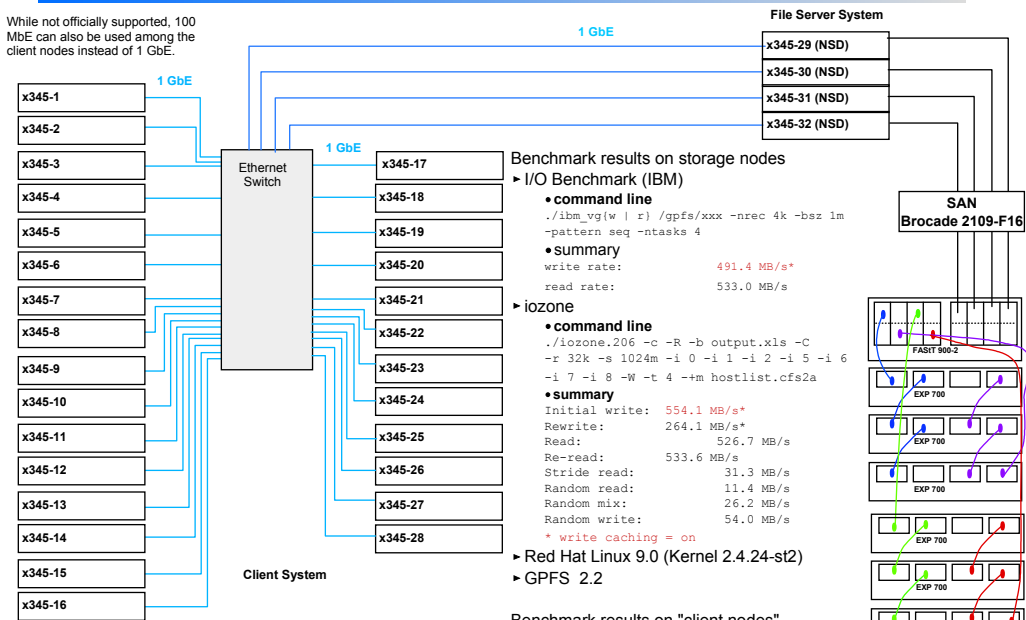 While not officially supported, 100
MbE can also be used among the
client nodes instead of 1 GbE.
File Server System
1 GbE
x345-29 (NSD)
x345-30 (NSD)
x345-31 (NSD)
x345-32 (NSD)
1 GbE
x345-1
x345-2
x345-3
x345-4
x345-5
x345-6
x345-7
x345-8
x345-9
x345-10
x345-11
x345-12
x345-13
x345-14
x345-15
x345-16
Ethernet
Switch
1 GbE
x345-17
x345-18
x345-19
x345-20
x345-21
x345-22
x345-23
x345-24
x345-25
x345-26
x345-27
x345-28
Client System
Benchmark results on storage nodes
► I/O Benchmark (IBM)
• command line
./ibm_vg{w | r} /gpfs/xxx -nrec 4k -bsz 1m
-pattern seq -ntasks 4
• summary
write rate: 491.4 MB/s*
read rate: 533.0 MB/s
► iozone
• command line
./iozone.206 -c -R -b output.xls -C
-r 32k -s 1024m -i 0 -i 1 -i 2 -i 5 -i 6
-i 7 -i 8 -W -t 4 -+m hostlist.cfs2a
• summary
Initial write: 554.1 MB/s*
Rewrite: 264.1 MB/s*
Read: 526.7 MB/s
Re-read: 533.6 MB/s
Stride read: 31.3 MB/s
Random read: 11.4 MB/s
Random mix: 26.2 MB/s
Random write: 54.0 MB/s
* write caching = on
► Red Hat Linux 9.0 (Kernel 2.4.24-st2)
► GPFS 2.2
Benchmark results on "client nodes"
SAN
Brocade 2109-F16
FAStT 900-2
EXP 700
EXP 700
EXP 700
EXP 700
EXP 700